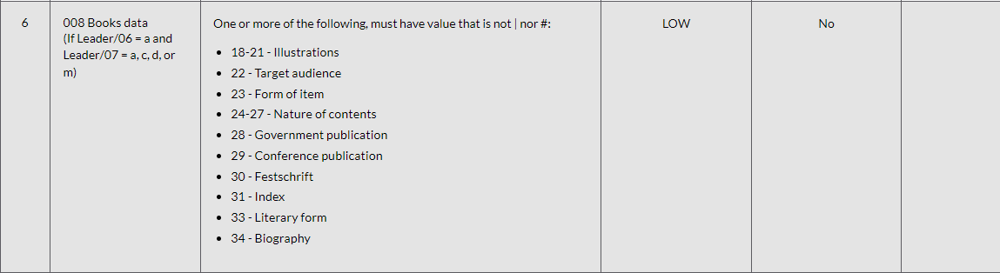 6
008 Books data
(If Leader/06 = a and
Leader/07 = a, c, d, or
m)
One or more of the following, must have value that is not | nor #:
• 18-21 - Illustrations
• 22 - Target audience
• 23 - Form of item
• 24-27 - Nature of contents
• 28 - Government publication
• 29 - Conference publication
• 30 - Festschrift
• 31 - Index
• 33 - Literary form
• 34 - Biography
LOW
No